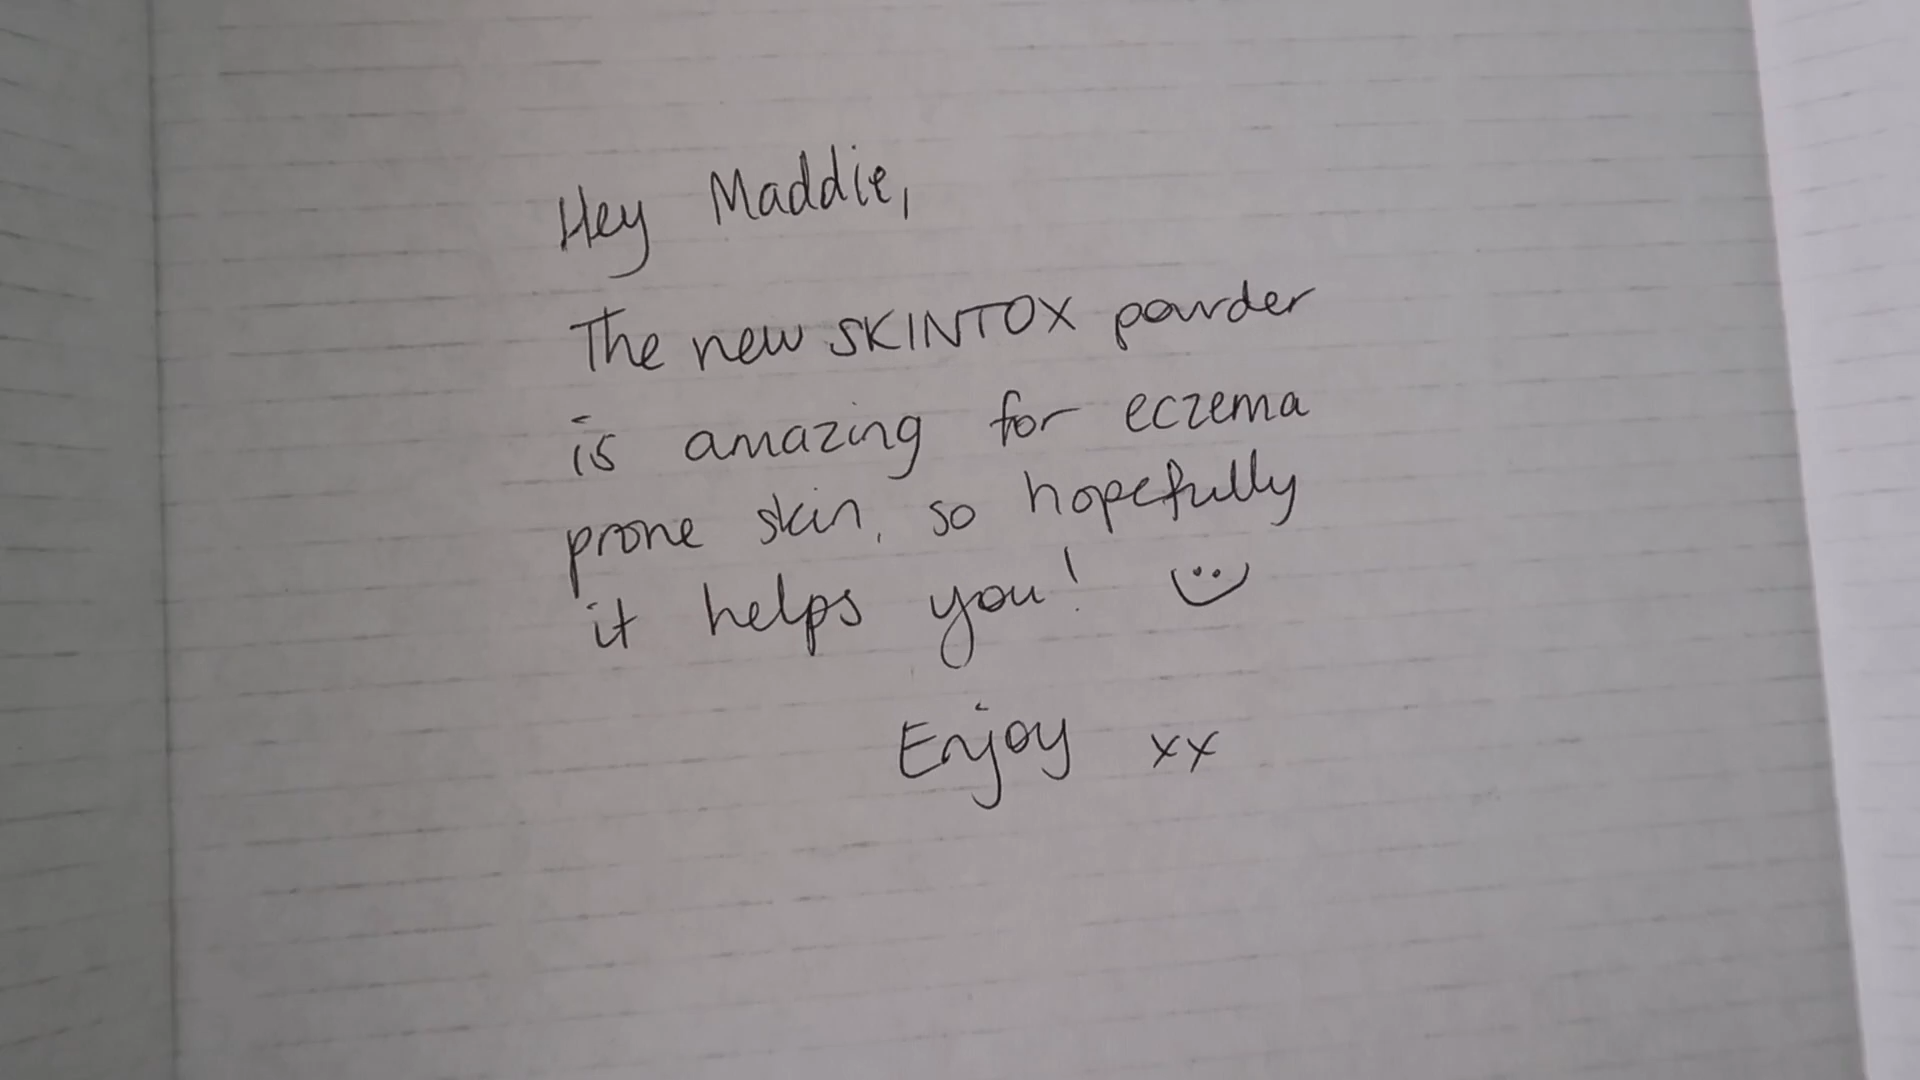 Hey Maddie,
The new SKINTOX powder
is amazing for eczema
prone skin, so hopefully
it helps you! :)
Enjoy xx